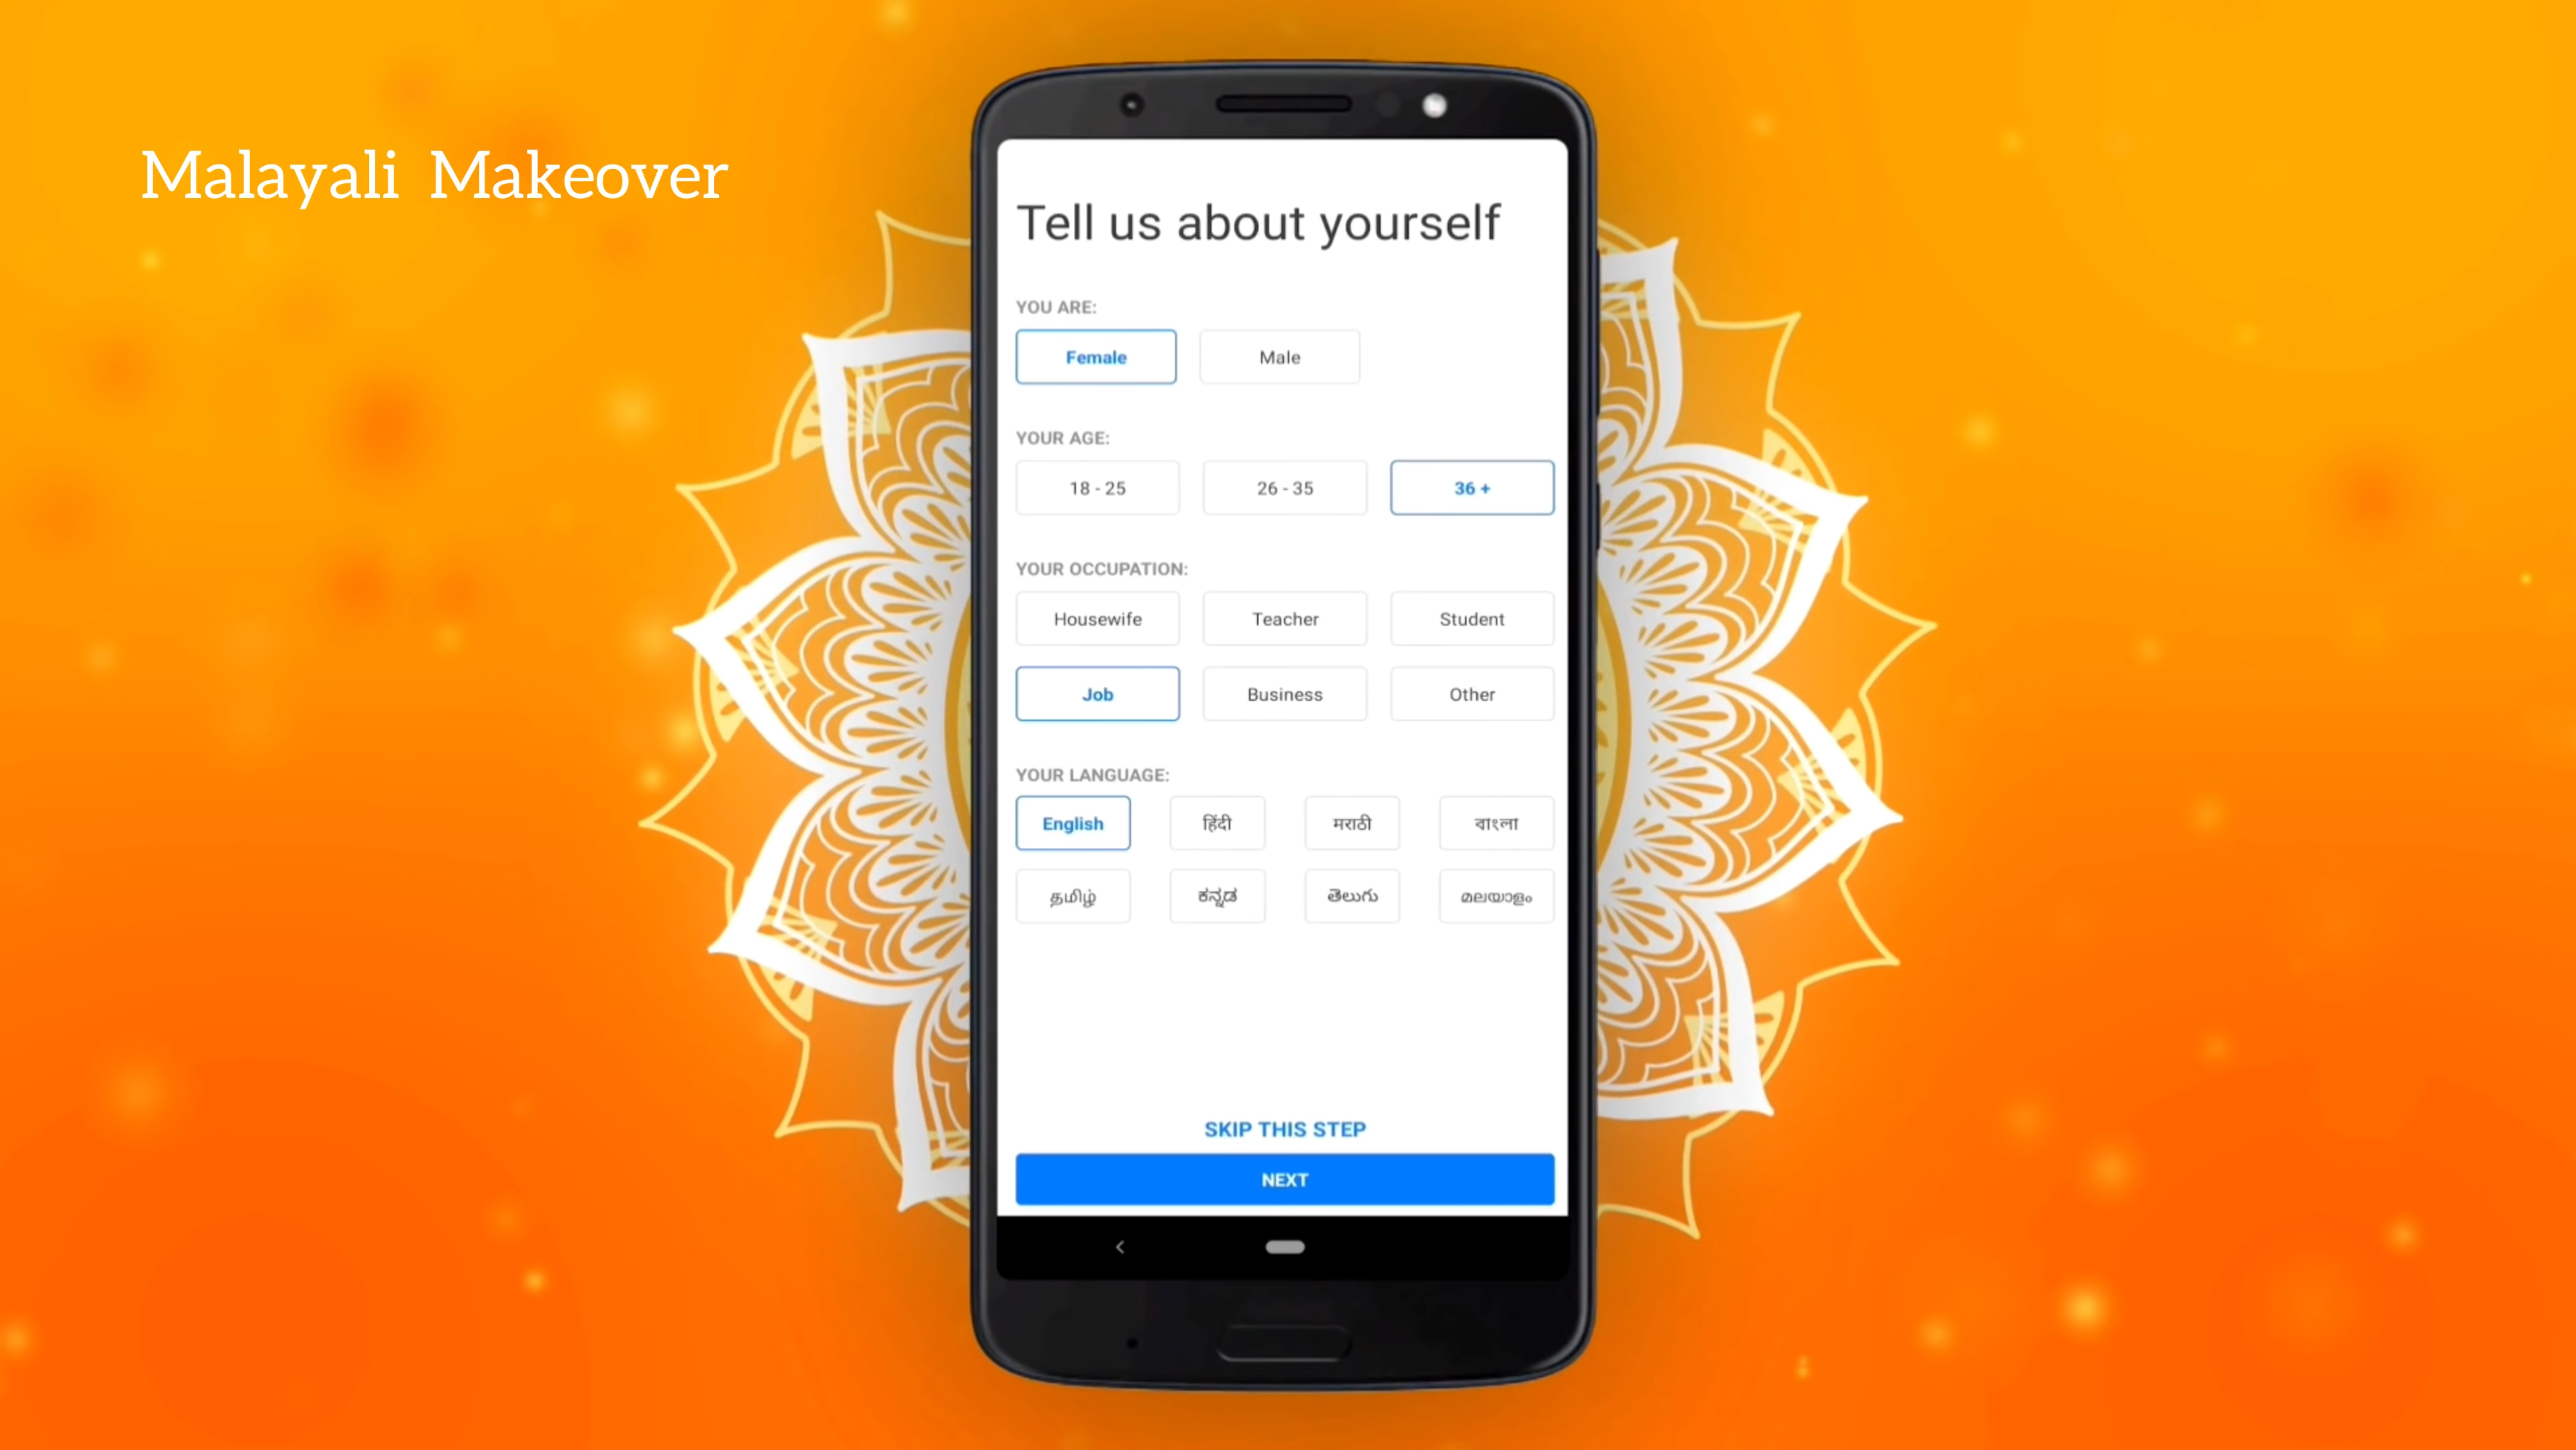 Malayali Makeover
Tell us about yourself
YOU ARE:
Female Male
YOUR AGE:
18 - 25 26 - 35 36 +
YOUR OCCUPATION:
Housewife Teacher Student
Job Business Other
YOUR LANGUAGE:
English हिंदी मराठी বাংলা
தமிழ் ಕನ್ನಡ తెలుగు മലയാളം
SKIP THIS STEP
NEXT